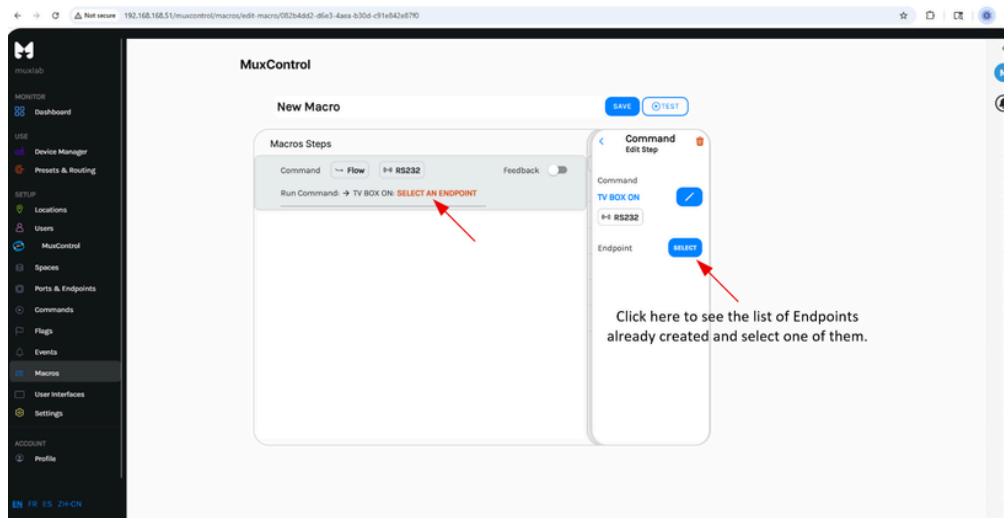 Not secure 192.168.168.51/muxcontrol/macros/edit-macro/082b4dd2-d6e3-4aea-b30d-c91e842e87f0
muxlab
MONITOR
Dashboard
USE
Device Manager
Presets & Routing
SETUP
Locations
Users
MuxControl
Spaces
Ports & Endpoints
Commands
Flags
Events
Macros
User Interfaces
Settings
ACCOUNT
Profile
EN FR ES ZH-CN
MuxControl
New Macro
SAVE
TEST
Macros Steps
Command Flow RS232 Feedback
Run Command: → TV BOX ON: SELECT AN ENDPOINT
Command
Edit Step
Command
TV BOX ON
RS232
Endpoint SELECT
Click here to see the list of Endpoints
already created and select one of them.